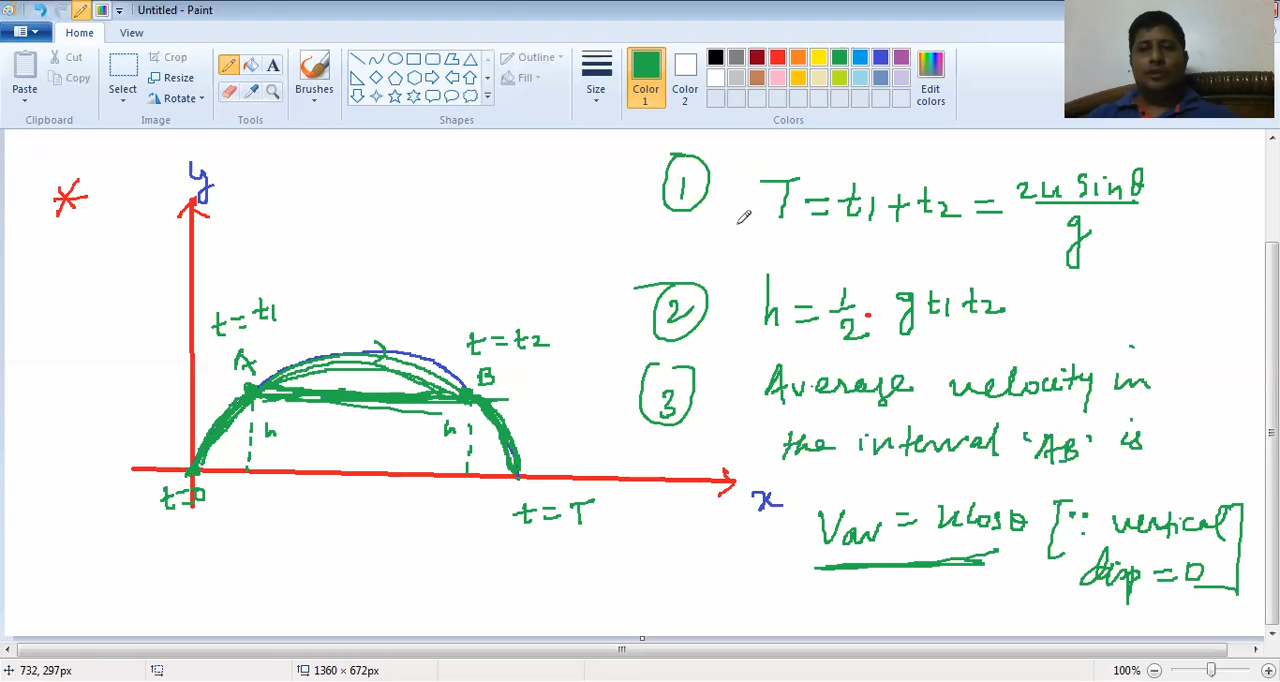 Untitled - Paint
Home View
Cut
Copy
Paste
Clipboard
Select
Crop
Resize
Rotate
Image
A
Tools
Brushes
Outline
Fill
Shapes
Size
Color 1
Color 2
Edit colors
Colors
y
t = t1
A
t = t2
B
h
h
t=0
t = T
x
① T = t1 + t2 = 2u sinθ / g
② h = 1/2 · g t1 t2
③ Average velocity in
the interval 'AB' is
Vav = u cosθ [∵ vertical
disp = 0]
732, 297px
1360 × 672px
100%